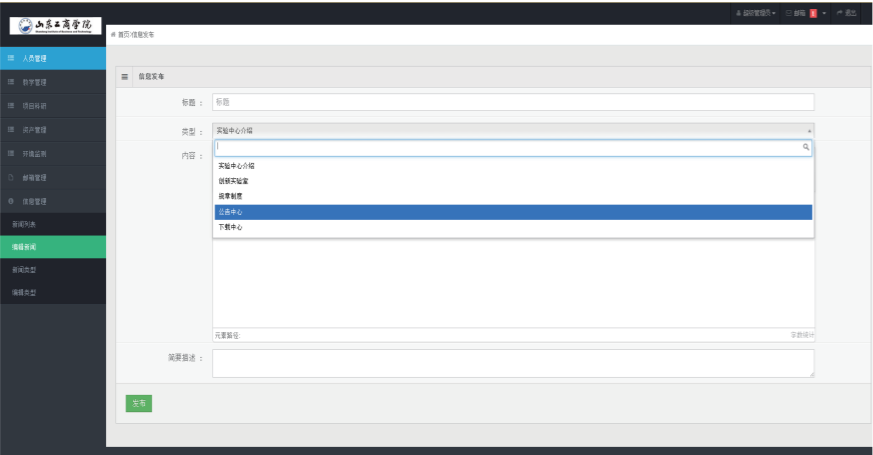 超级管理员 邮箱 退出
山东工商学院
首页/信息发布
人员管理
教学管理
资产管理
环境监测
邮箱管理
信息管理
新闻列表
编辑新闻
新闻类型
编辑类型
信息发布
标题 : 标题
类型 : 实验中心介绍
内容 :
实验中心介绍
创新实验室
规章制度
公告中心
下载中心
元素路径: 字数统计
简要描述 :
发布